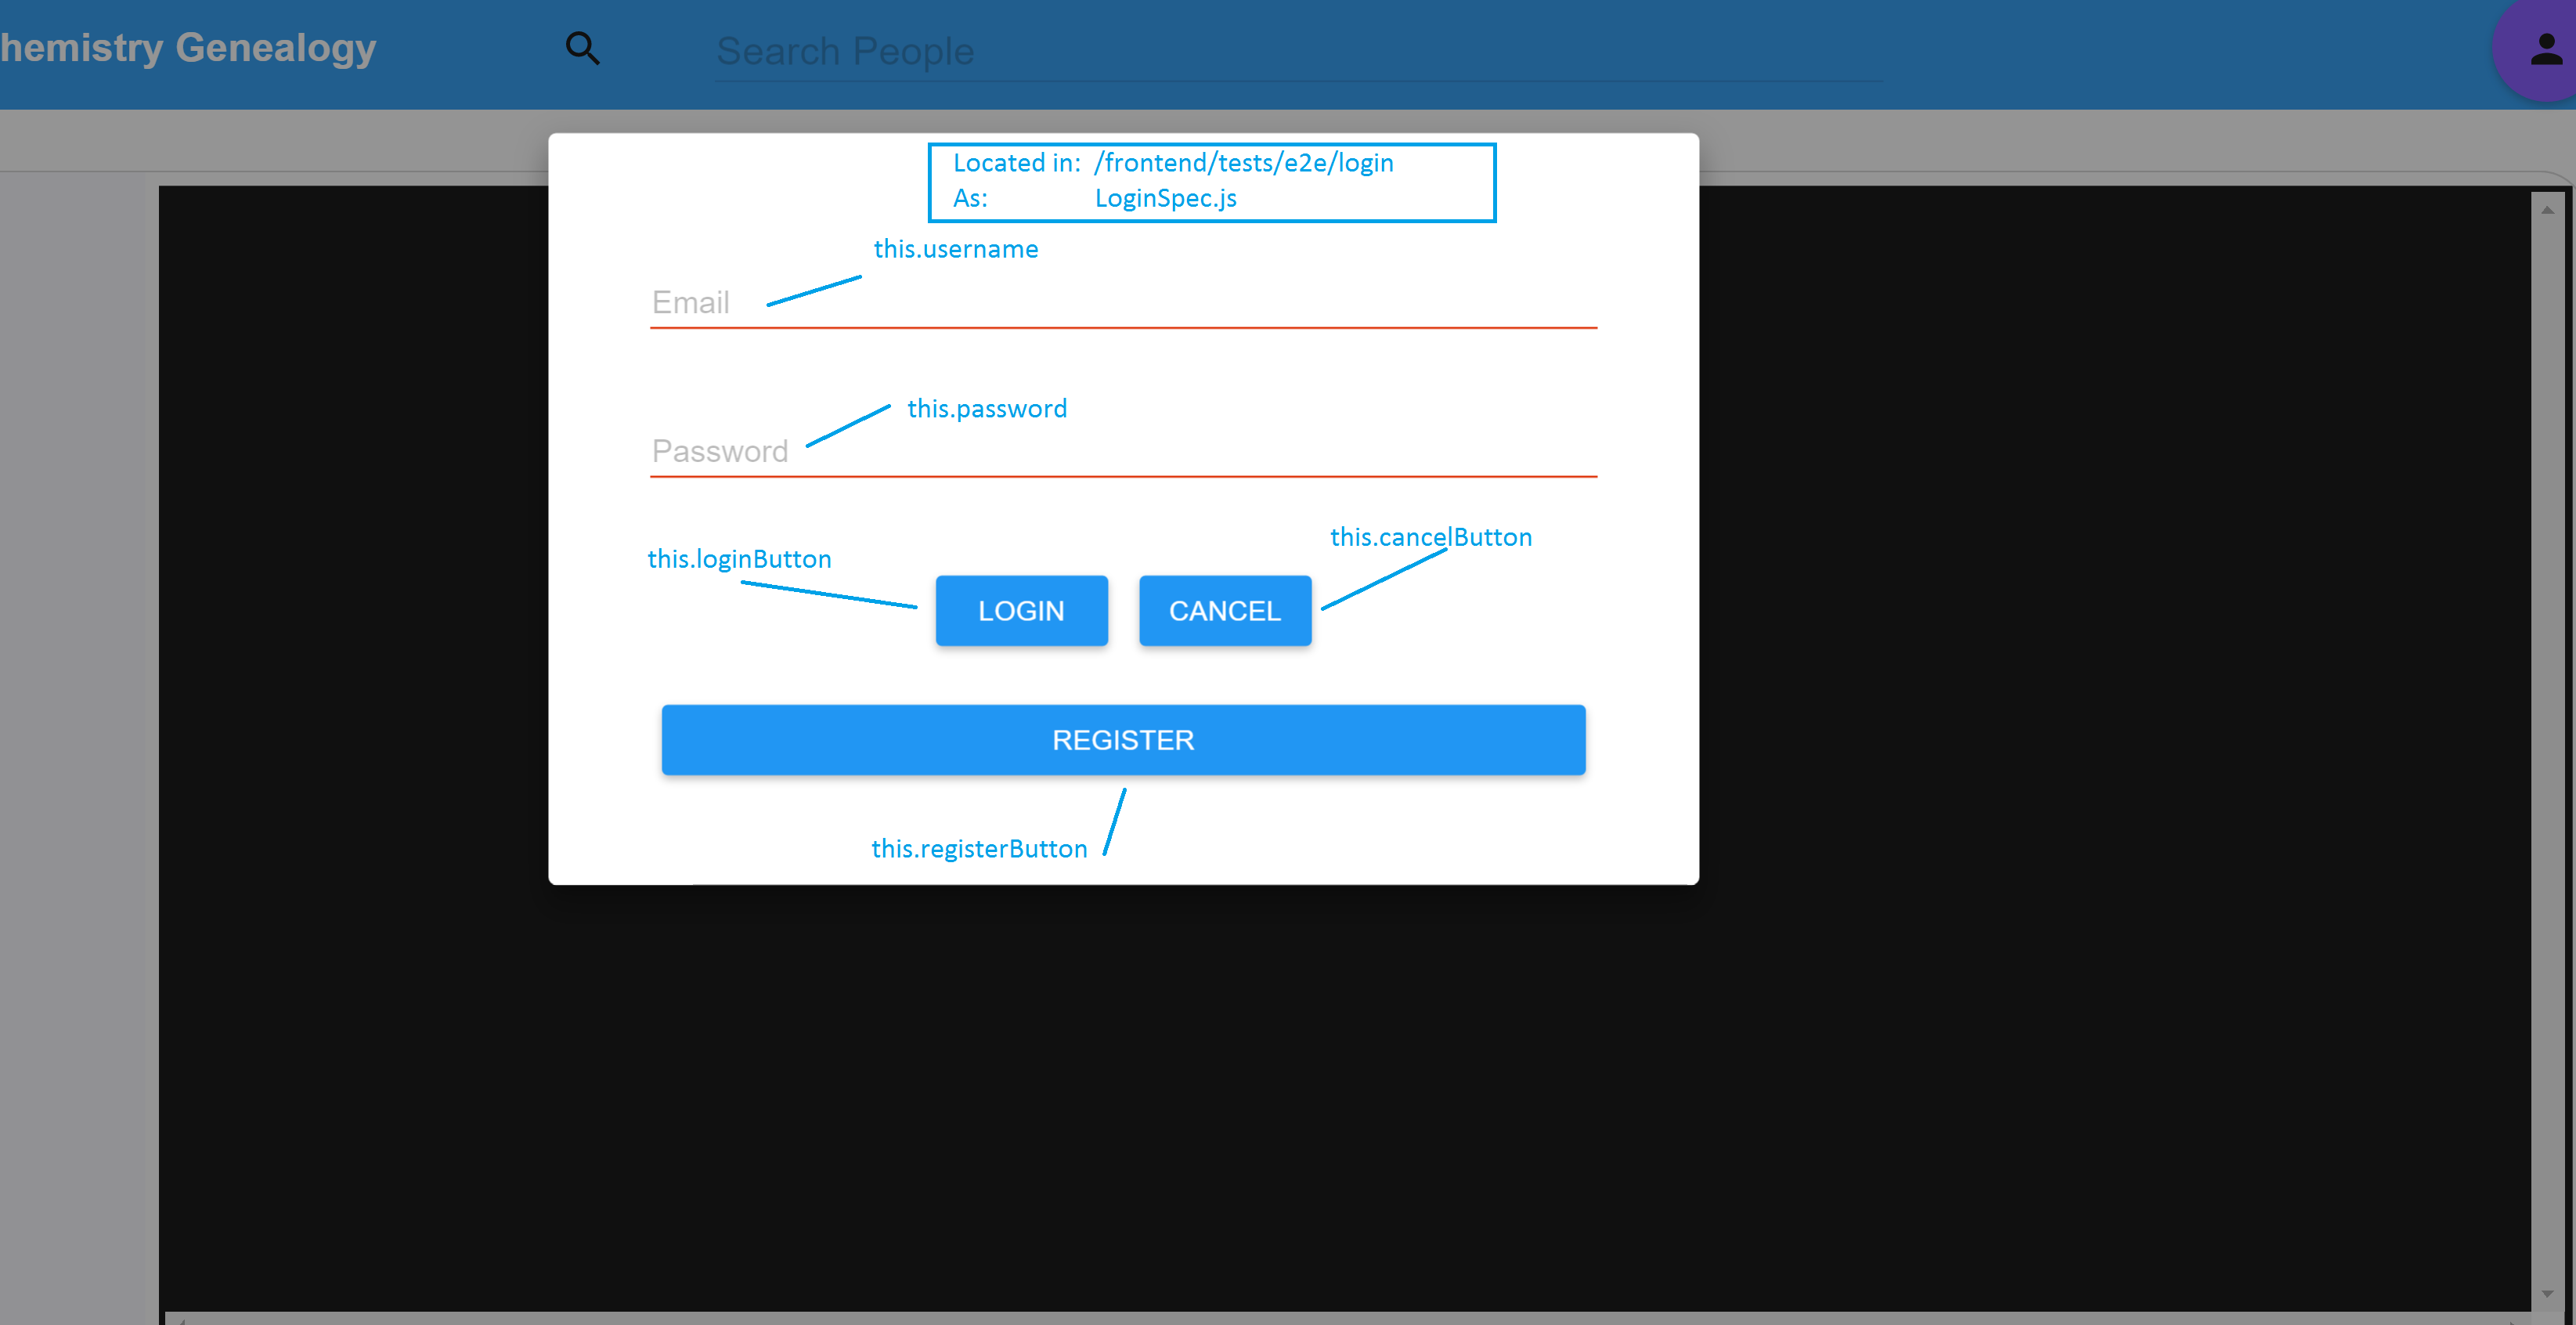 hemistry Genealogy
Search People
Located in: /frontend/tests/e2e/login
As: LoginSpec.js
this.username
Email
this.password
Password
this.loginButton
this.cancelButton
LOGIN
CANCEL
REGISTER
this.registerButton